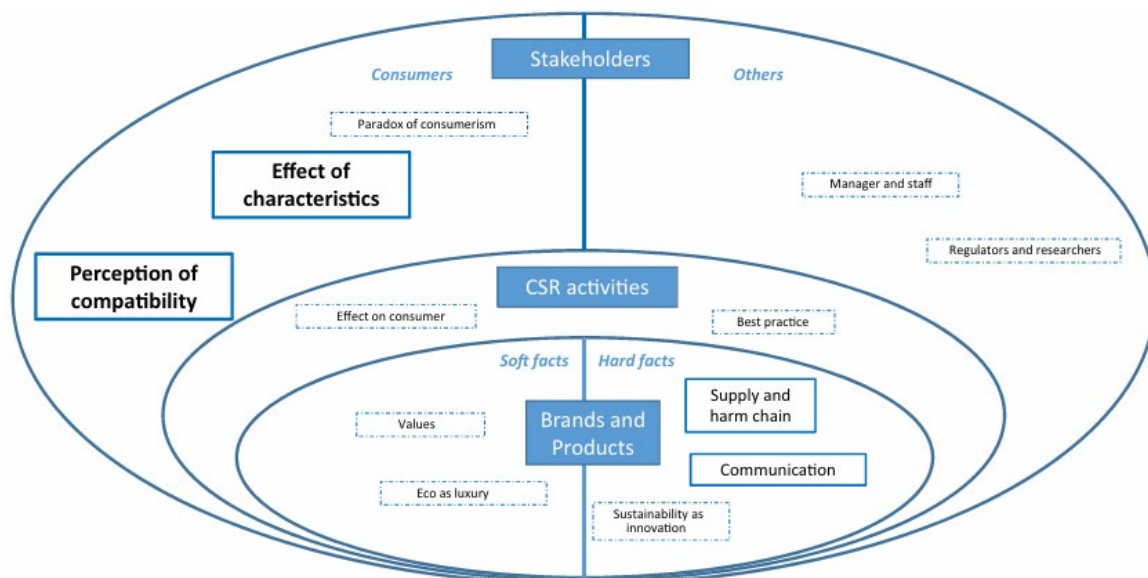 Stakeholders
Consumers
Others
Paradox of consumerism
Effect of
characteristics
Manager and staff
Regulators and researchers
Perception of
compatibility
CSR activities
Effect on consumer
Best practice
Soft facts
Hard facts
Supply and
harm chain
Brands and
Products
Values
Communication
Eco as luxury
Sustainability as
innovation